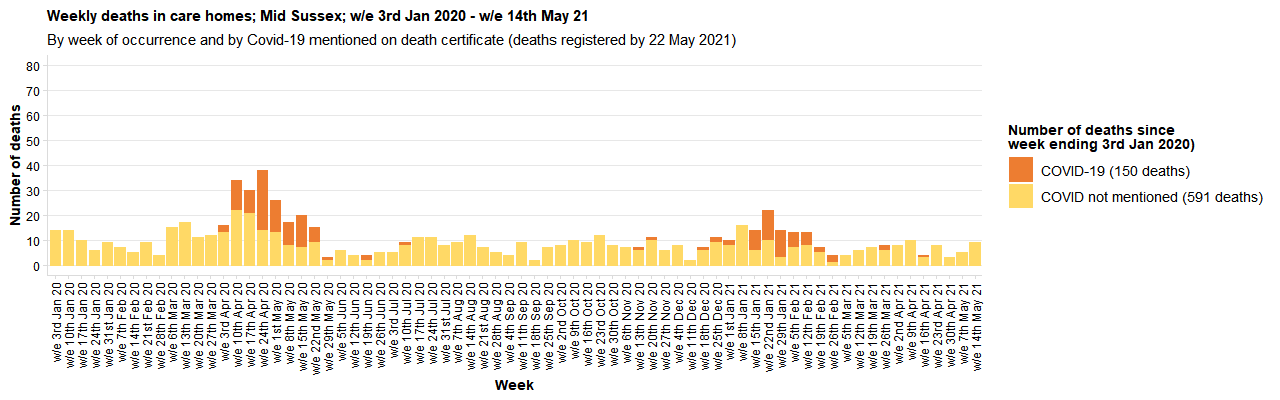 Weekly deaths in care homes; Mid Sussex; w/e 3rd Jan 2020 - w/e 14th May 21
By week of occurrence and by Covid-19 mentioned on death certificate (deaths registered by 22 May 2021)
Number of deaths
80
70
60
50
40
30
20
10
0
w/e 3rd Jan 20
w/e 10th Jan 20
w/e 17th Jan 20
w/e 24th Jan 20
w/e 31st Jan 20
w/e 7th Feb 20
w/e 14th Feb 20
w/e 21st Feb 20
w/e 28th Feb 20
w/e 6th Mar 20
w/e 13th Mar 20
w/e 20th Mar 20
w/e 27th Mar 20
w/e 3rd Apr 20
w/e 10th Apr 20
w/e 17th Apr 20
w/e 24th Apr 20
w/e 1st May 20
w/e 8th May 20
w/e 15th May 20
w/e 22nd May 20
w/e 29th May 20
w/e 5th Jun 20
w/e 12th Jun 20
w/e 19th Jun 20
w/e 26th Jun 20
w/e 3rd Jul 20
w/e 10th Jul 20
w/e 17th Jul 20
w/e 24th Jul 20
w/e 31st Jul 20
w/e 7th Aug 20
w/e 14th Aug 20
w/e 21st Aug 20
w/e 28th Aug 20
w/e 4th Sep 20
w/e 11th Sep 20
w/e 18th Sep 20
w/e 25th Sep 20
w/e 2nd Oct 20
w/e 9th Oct 20
w/e 16th Oct 20
w/e 23rd Oct 20
w/e 30th Oct 20
w/e 6th Nov 20
w/e 13th Nov 20
w/e 20th Nov 20
w/e 27th Nov 20
w/e 4th Dec 20
w/e 11th Dec 20
w/e 18th Dec 20
w/e 25th Dec 20
w/e 1st Jan 21
w/e 8th Jan 21
w/e 15th Jan 21
w/e 22nd Jan 21
w/e 29th Jan 21
w/e 5th Feb 21
w/e 12th Feb 21
w/e 19th Feb 21
w/e 26th Feb 21
w/e 5th Mar 21
w/e 12th Mar 21
w/e 19th Mar 21
w/e 26th Mar 21
w/e 2nd Apr 21
w/e 9th Apr 21
w/e 16th Apr 21
w/e 23rd Apr 21
w/e 30th Apr 21
w/e 7th May 21
w/e 14th May 21
Week
Number of deaths since
week ending 3rd Jan 2020)
COVID-19 (150 deaths)
COVID not mentioned (591 deaths)